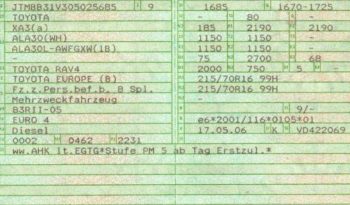 JTMBB31V305025685 9 1685 1670-1725
TOYOTA - 80 -
XA3(a) 185 2190 2190
ALA30(WH) 1150 1150 -
ALA30L-AWFGXW(1B) 1150 1150 -
- 75 2700 68
TOYOTA RAV4 2000 750 5 -
TOYOTA EUROPE (B) 215/70R16 99H
Fz.z.Pers.bef.b. 8 Spl. 215/70R16 99H
Mehrzweckfahrzeug -
B3RII-05 9/-
EURO 4 e6*2001/116*0105*01
Diesel 17.05.06 K VD422069
0002 0462 2231
ww.AHK lt.EGTG*Stufe PM 5 ab Tag Erstzul.*